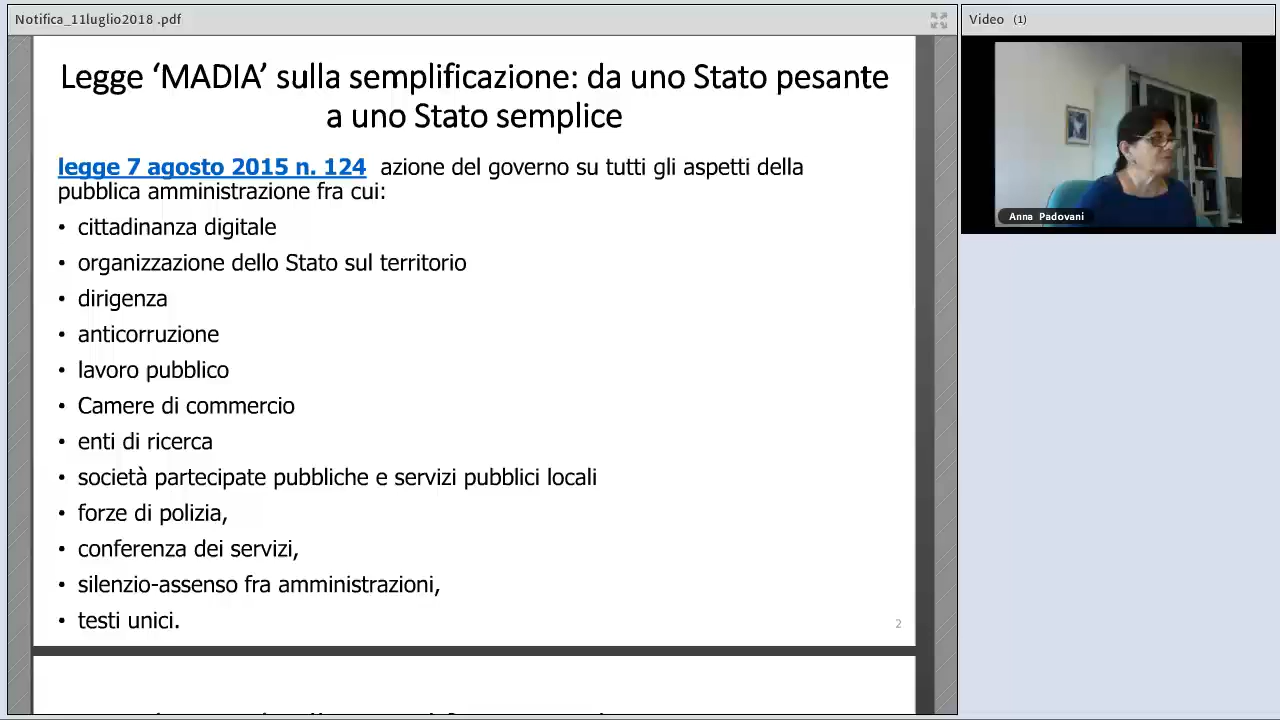 Notifica_11luglio2018 .pdf
Video (1)
Legge ‘MADIA’ sulla semplificazione: da uno Stato pesante
a uno Stato semplice
legge 7 agosto 2015 n. 124 azione del governo su tutti gli aspetti della
pubblica amministrazione fra cui:
• cittadinanza digitale
• organizzazione dello Stato sul territorio
• dirigenza
• anticorruzione
• lavoro pubblico
• Camere di commercio
• enti di ricerca
• società partecipate pubbliche e servizi pubblici locali
• forze di polizia,
• conferenza dei servizi,
• silenzio-assenso fra amministrazioni,
• testi unici.
2
Anna Padovani